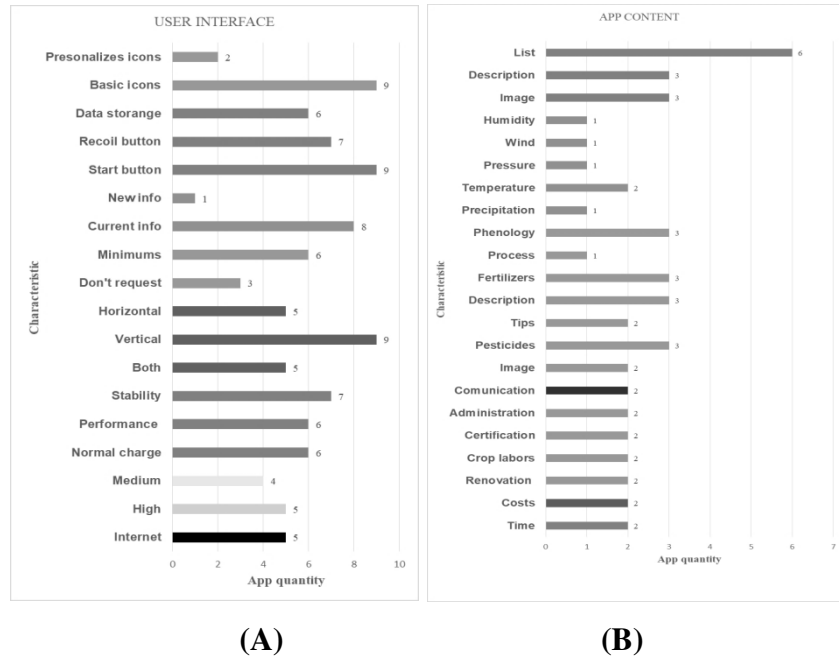 USER INTERFACE
Presonalizes icons 2
Basic icons 9
Data storange 6
Recoil button 7
Start button 9
New info 1
Current info 8
Minimums 6
Don't request 3
Horizontal 5
Vertical 9
Both 5
Stability 7
Performance 6
Normal charge 6
Medium 4
High 5
Internet 5
0 2 4 6 8 10
App quantity
Characteristic
(A)
APP CONTENT
List 6
Description 3
Image 3
Humidity 1
Wind 1
Pressure 1
Temperature 2
Precipitation 1
Phenology 3
Process 1
Fertilizers 3
Description 3
Tips 2
Pesticides 3
Image 2
Comunication 2
Administration 2
Certification 2
Crop labors 2
Renovation 2
Costs 2
Time 2
0 1 2 3 4 5 6 7
App quantity
Characteristic
(B)